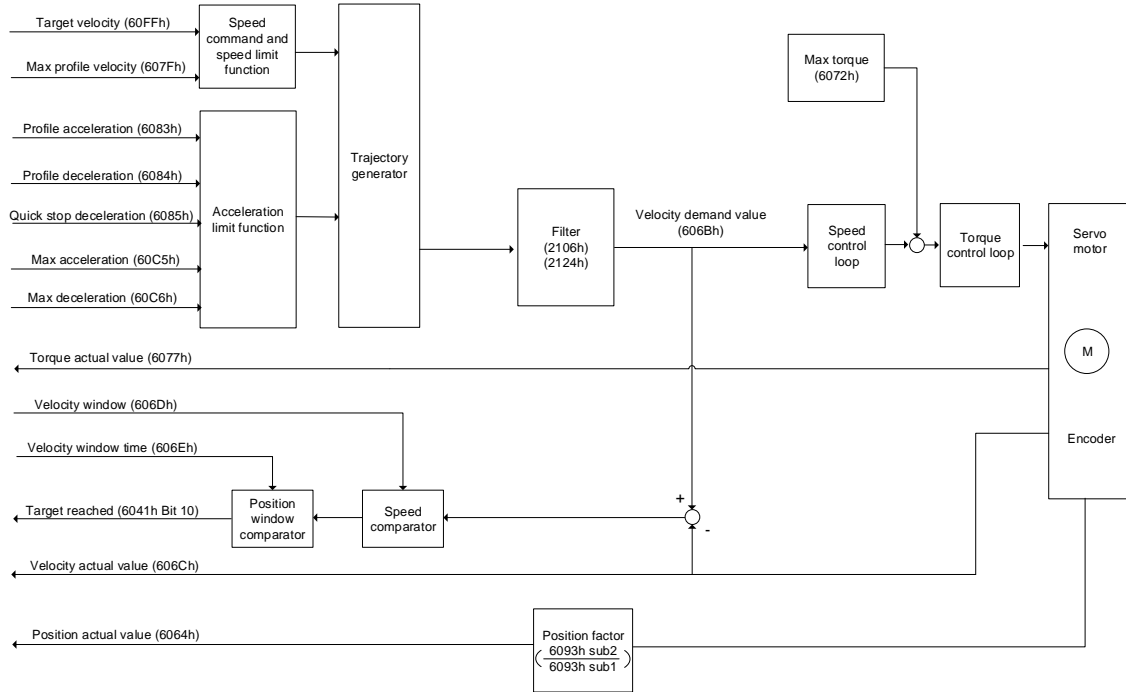 Target velocity (60FFh)
Max profile velocity (607Fh)
Speed
command and
speed limit
function
Profile acceleration (6083h)
Profile deceleration (6084h)
Quick stop deceleration (6085h)
Max acceleration (60C5h)
Max deceleration (60C6h)
Acceleration
limit function
Trajectory
generator
Filter
(2106h)
(2124h)
Velocity demand value
(606Bh)
Max torque
(6072h)
Speed
control
loop
Torque
control loop
Servo
motor
M
Encoder
Torque actual value (6077h)
Velocity window (606Dh)
Velocity window time (606Eh)
Target reached (6041h Bit 10)
Position
window
comparator
Speed
comparator
+
-
Velocity actual value (606Ch)
Position actual value (6064h)
Position factor
(6093h sub2
6093h sub1)